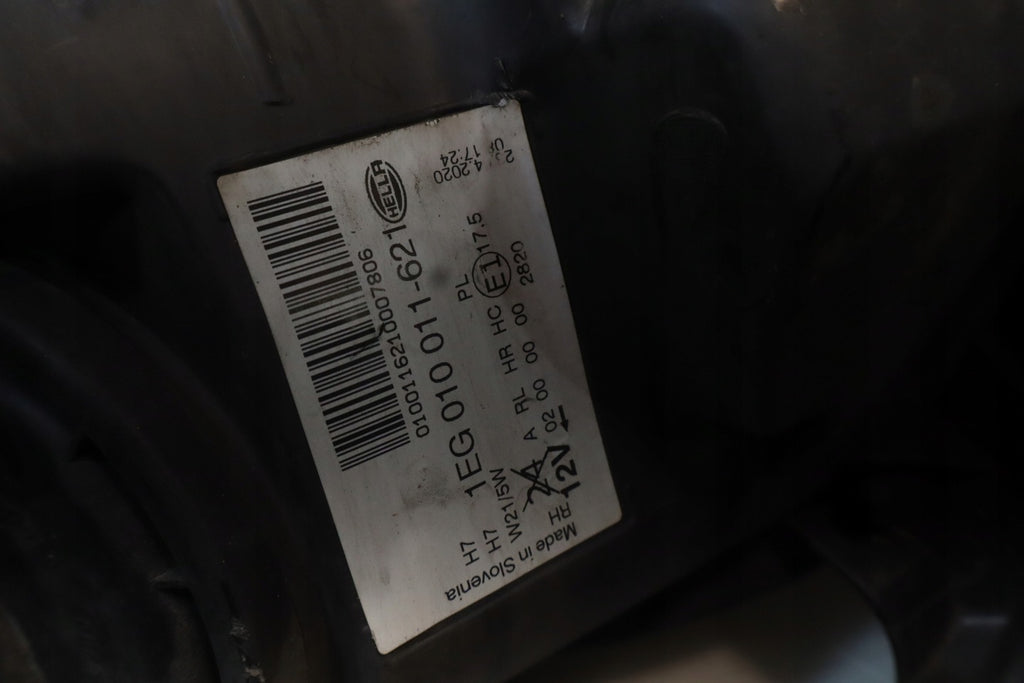 HELLA
0100116210007806
1EG 010 011-621
4.2020
17:24
H7
H7
PL
W21/5W
E1 17.5
24 A RL HR HC
12V 02 00 00 00 2820
RH
Made in Slovenia